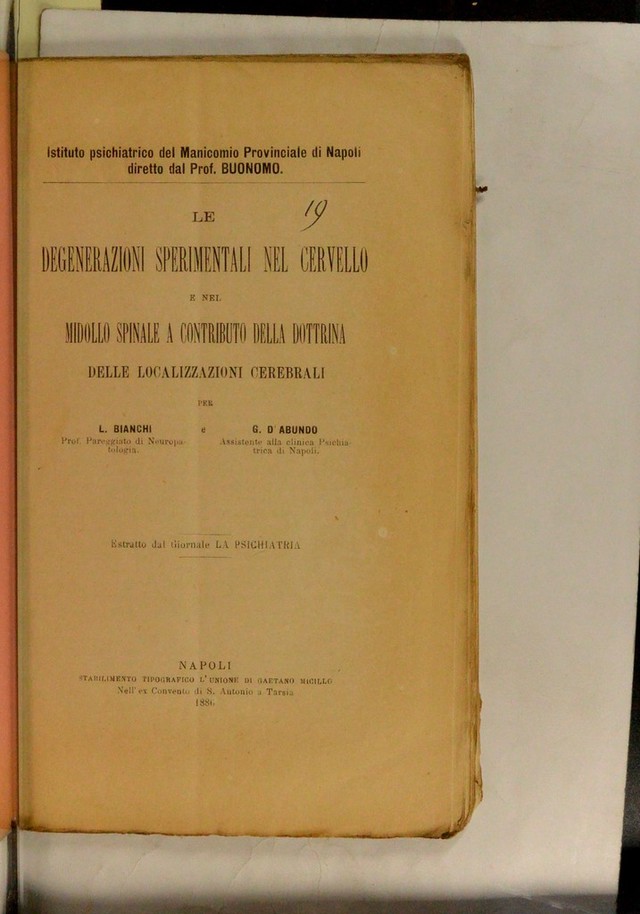 Istituto psichiatrico del Manicomio Provinciale di Napoli
diretto dal Prof. BUONOMO.
19
LE
DEGENERAZIONI SPERIMENTALI NEL CERVELLO
E NEL
MIDOLLO SPINALE A CONTRIBUTO DELLA DOTTRINA
DELLE LOCALIZZAZIONI CEREBRALI
PER
L. BIANCHI e G. D'ABUNDO
Prof. Pareggiato di Neuropa-
tologia.
Assistente alla clinica Psichia-
trica di Napoli.
Estratto dal Giornale LA PSICHIATRIA
NAPOLI
STABILIMENTO TIPOGRAFICO L'UNIONE DI GAETANO MICILLO
Nell'ex Convento di S. Antonio a Tarsia
1886